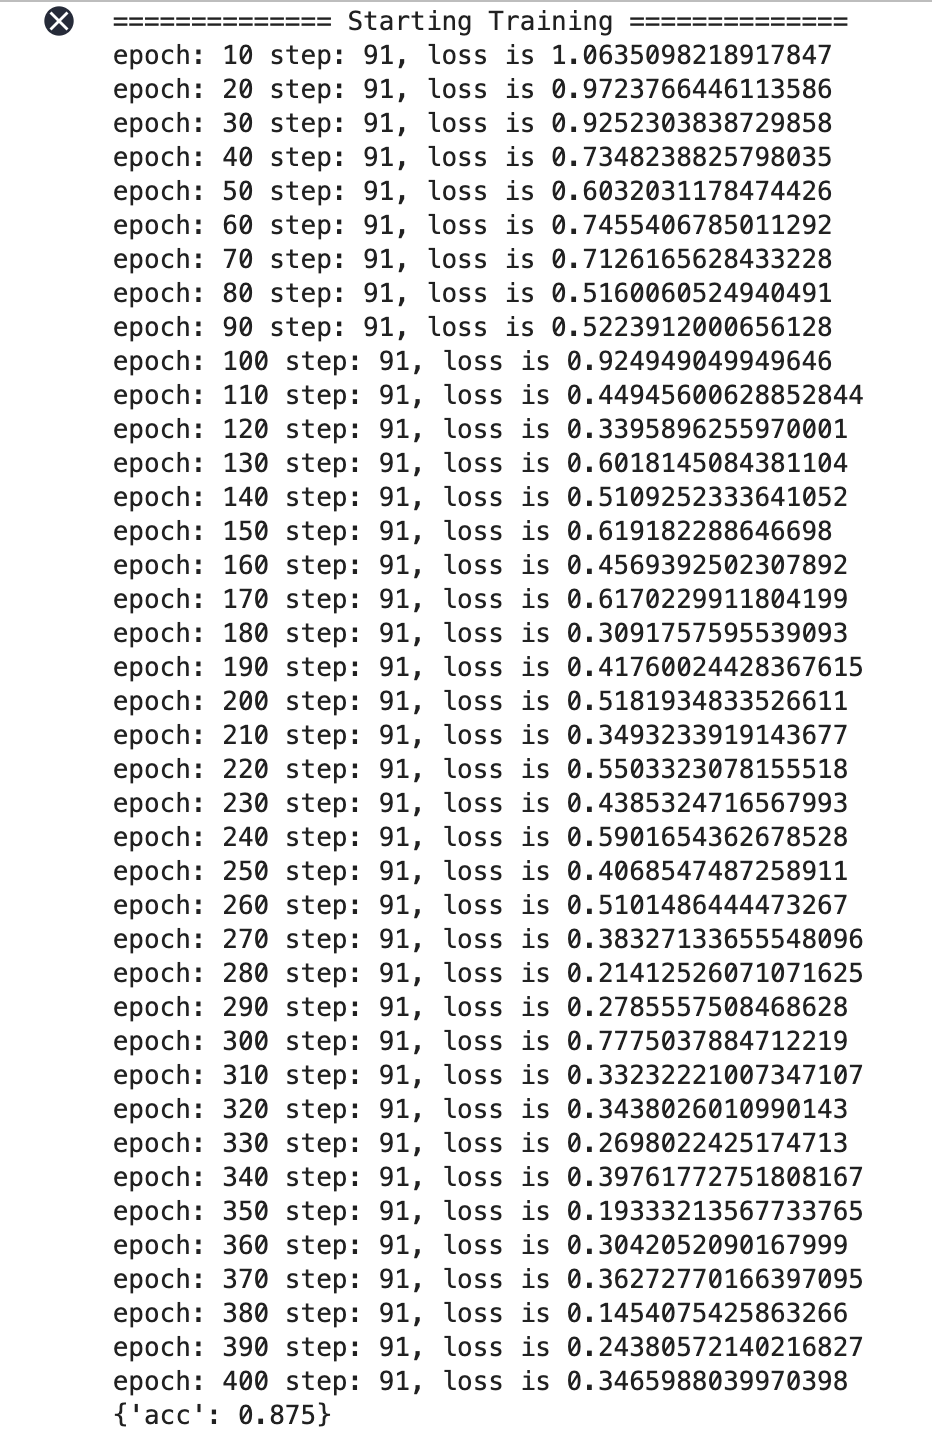 ============== Starting Training ==============
epoch: 10 step: 91, loss is 1.0635098218917847
epoch: 20 step: 91, loss is 0.9723766446113586
epoch: 30 step: 91, loss is 0.9252303838729858
epoch: 40 step: 91, loss is 0.7348238825798035
epoch: 50 step: 91, loss is 0.6032031178474426
epoch: 60 step: 91, loss is 0.7455406785011292
epoch: 70 step: 91, loss is 0.7126165628433228
epoch: 80 step: 91, loss is 0.5160060524940491
epoch: 90 step: 91, loss is 0.5223912000656128
epoch: 100 step: 91, loss is 0.924949049949646
epoch: 110 step: 91, loss is 0.44945600628852844
epoch: 120 step: 91, loss is 0.3395896255970001
epoch: 130 step: 91, loss is 0.6018145084381104
epoch: 140 step: 91, loss is 0.5109252333641052
epoch: 150 step: 91, loss is 0.619182288646698
epoch: 160 step: 91, loss is 0.4569392502307892
epoch: 170 step: 91, loss is 0.6170229911804199
epoch: 180 step: 91, loss is 0.3091757595539093
epoch: 190 step: 91, loss is 0.41760024428367615
epoch: 200 step: 91, loss is 0.5181934833526611
epoch: 210 step: 91, loss is 0.3493233919143677
epoch: 220 step: 91, loss is 0.5503323078155518
epoch: 230 step: 91, loss is 0.4385324716567993
epoch: 240 step: 91, loss is 0.5901654362678528
epoch: 250 step: 91, loss is 0.4068547487258911
epoch: 260 step: 91, loss is 0.5101486444473267
epoch: 270 step: 91, loss is 0.38327133655548096
epoch: 280 step: 91, loss is 0.21412526071071625
epoch: 290 step: 91, loss is 0.2785557508468628
epoch: 300 step: 91, loss is 0.7775037884712219
epoch: 310 step: 91, loss is 0.33232221007347107
epoch: 320 step: 91, loss is 0.3438026010990143
epoch: 330 step: 91, loss is 0.2698022425174713
epoch: 340 step: 91, loss is 0.39761772751808167
epoch: 350 step: 91, loss is 0.19333213567733765
epoch: 360 step: 91, loss is 0.3042052090167999
epoch: 370 step: 91, loss is 0.36272770166397095
epoch: 380 step: 91, loss is 0.1454075425863266
epoch: 390 step: 91, loss is 0.24380572140216827
epoch: 400 step: 91, loss is 0.3465988039970398
{'acc': 0.875}